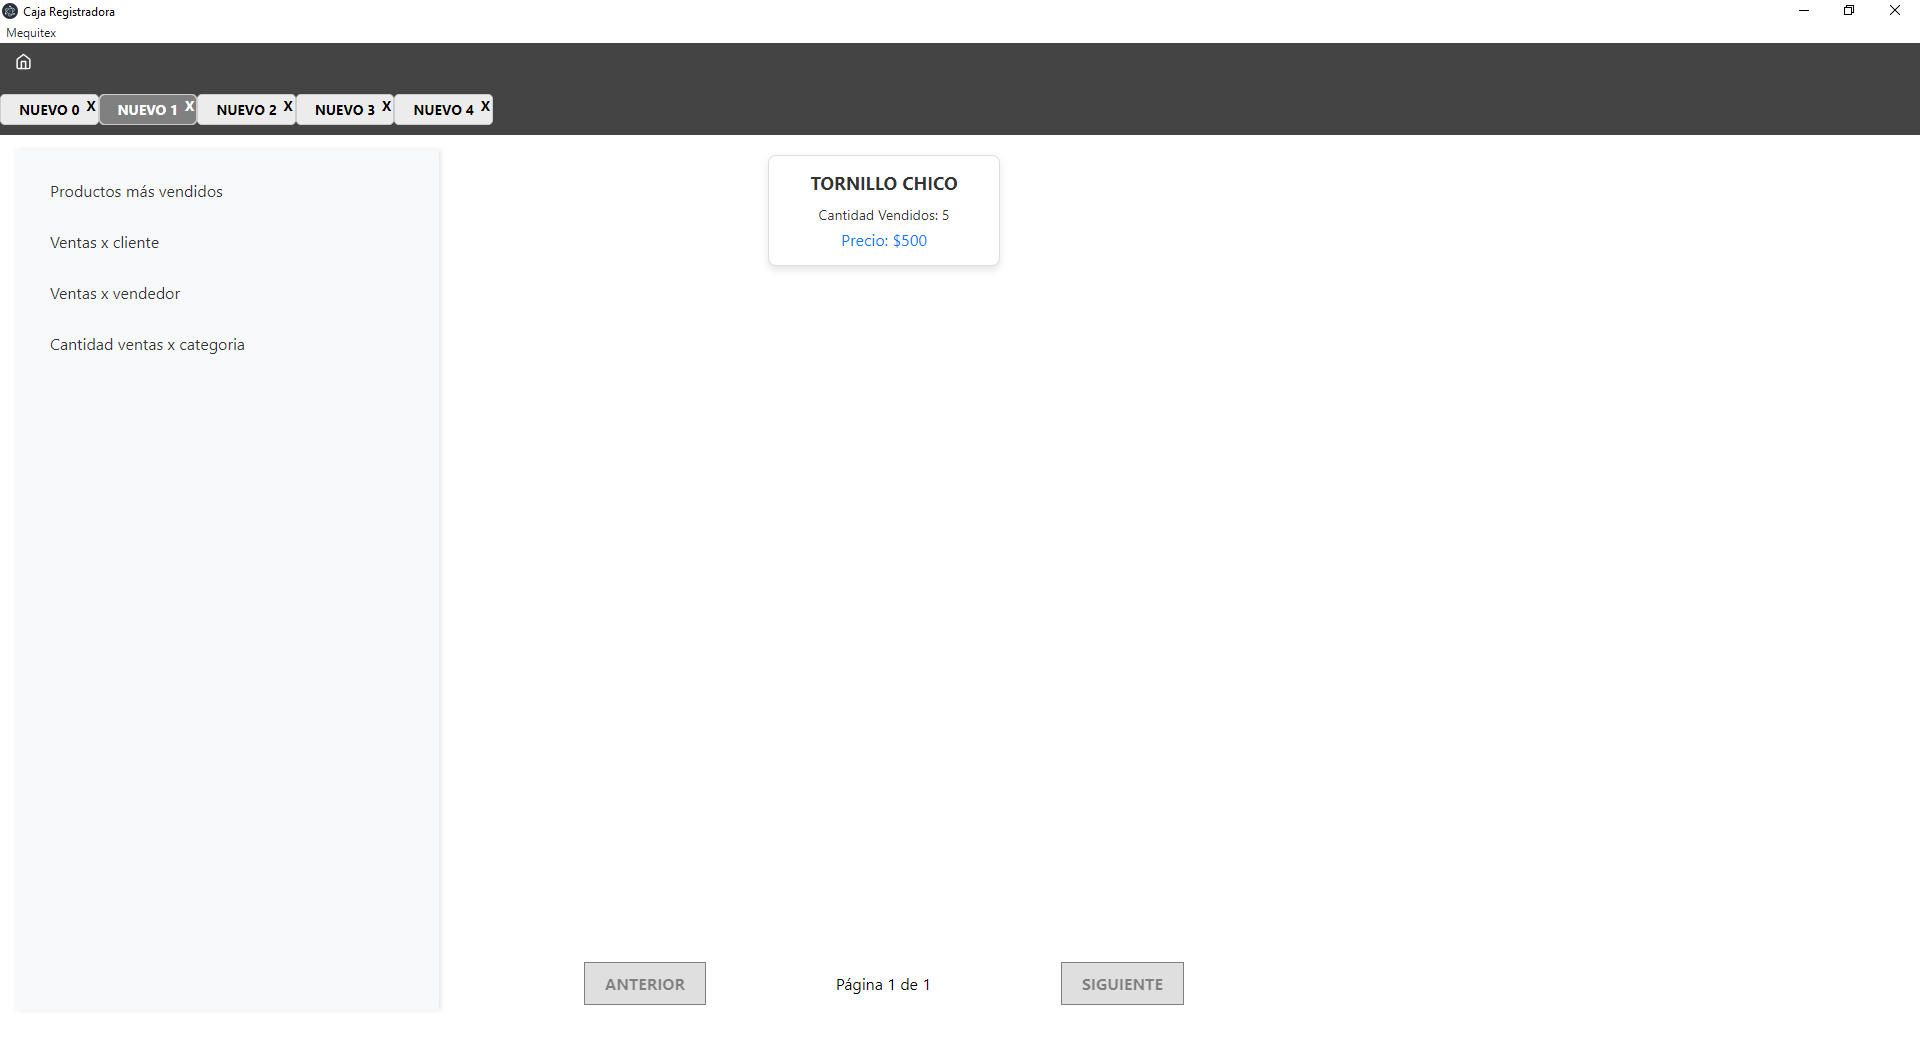 Caja Registradora
Mequitex
NUEVO 0 X NUEVO 1 X NUEVO 2 X NUEVO 3 X NUEVO 4 X
Productos más vendidos
Ventas x cliente
Ventas x vendedor
Cantidad ventas x categoria
TORNILLO CHICO
Cantidad Vendidos: 5
Precio: $500
ANTERIOR Página 1 de 1 SIGUIENTE